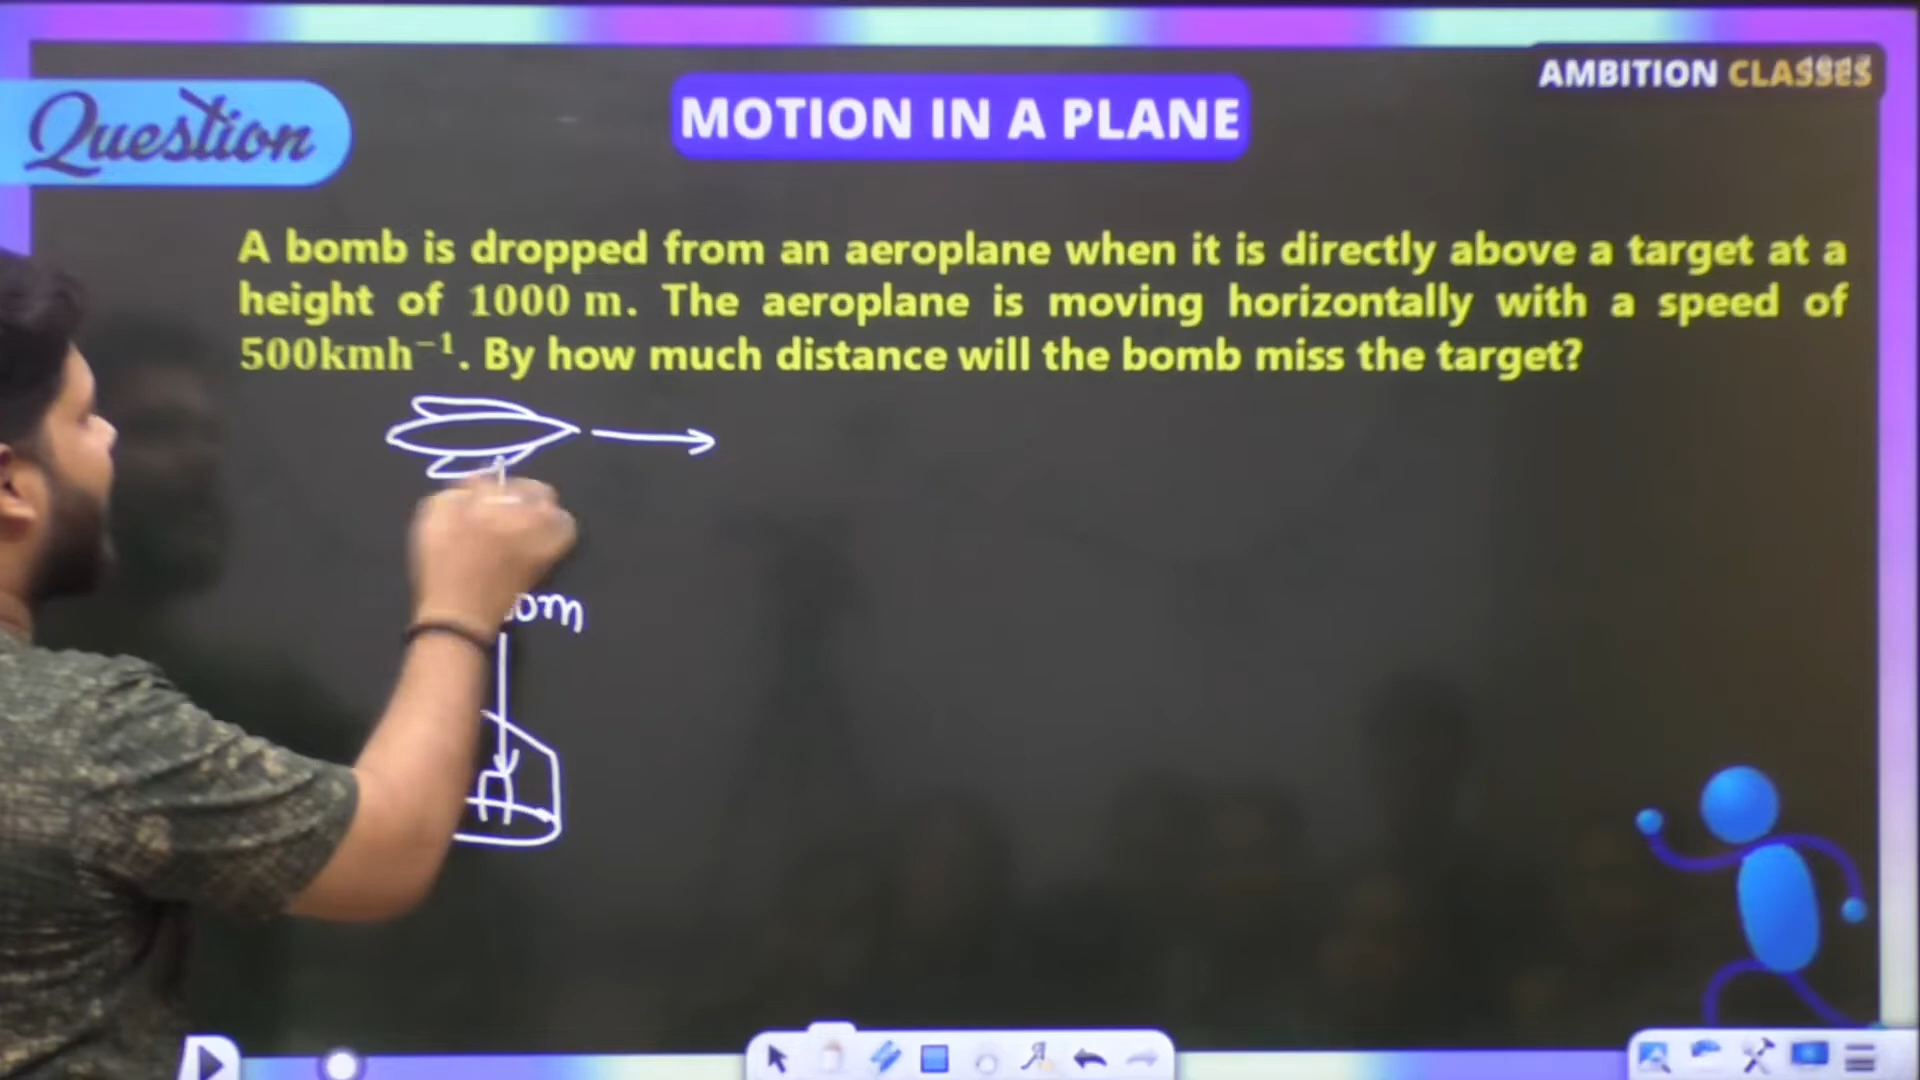 AMBITION CLASSES
Question
MOTION IN A PLANE
A bomb is dropped from an aeroplane when it is directly above a target at a
height of 1000 m. The aeroplane is moving horizontally with a speed of
500kmh⁻¹. By how much distance will the bomb miss the target?